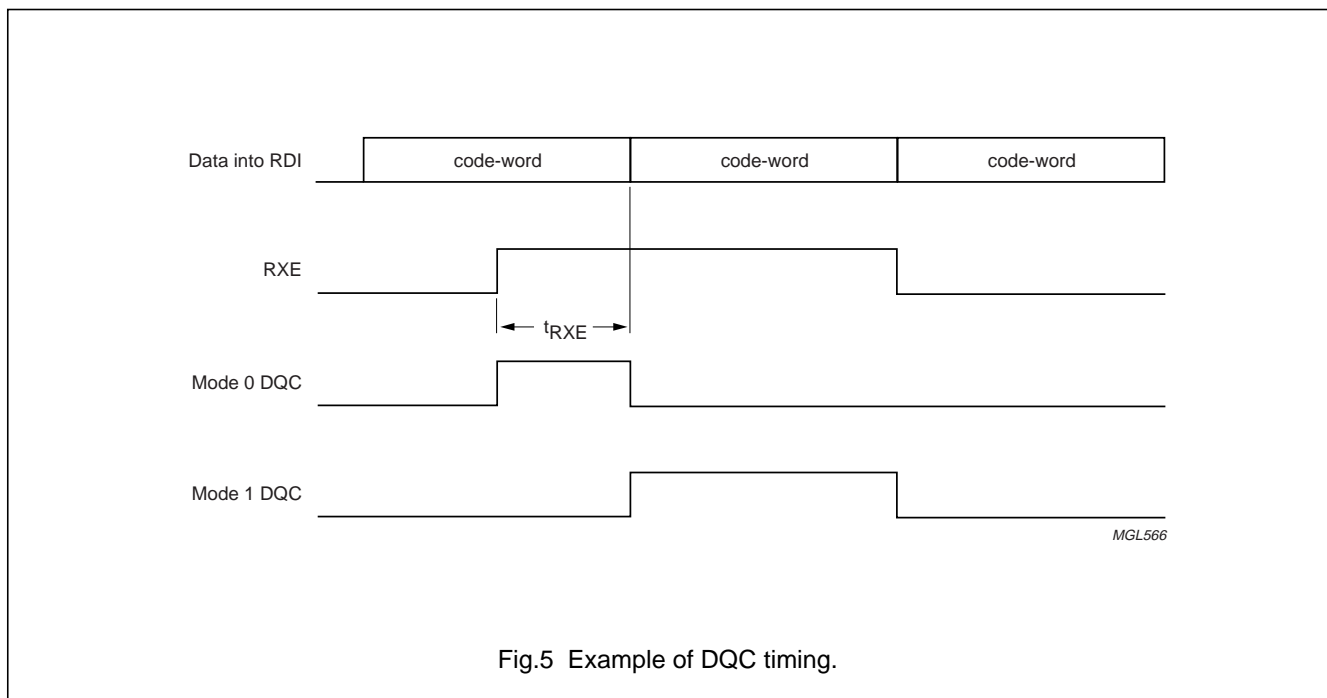 Data into RDI
code-word code-word code-word
RXE
tRXE
Mode 0 DQC
Mode 1 DQC
MGL566
Fig.5 Example of DQC timing.